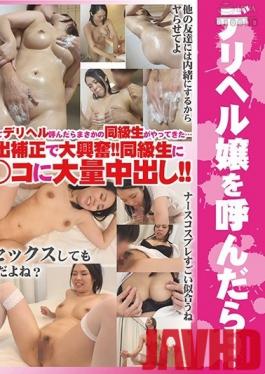 デリヘル嬢を呼んだら
他の友達には内緒にするから
ヤらせてよ
デリヘル呼んだらまさかの同級生がやってきた…
出補正で大興奮!!同級生に
○コに大量中出し!!
ナースコスプレすごい似合うね
セックスしても
だよね？
JAVHD